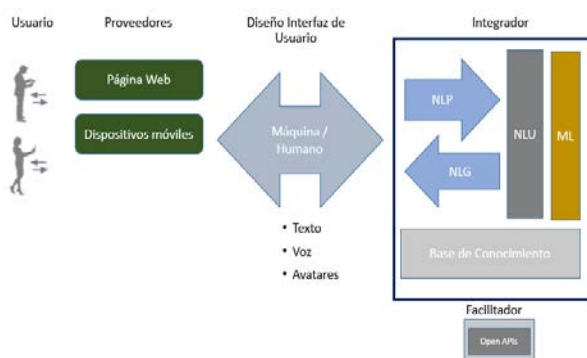 Usuario
Proveedores
Diseño Interfaz de
Usuario
Integrador
Página Web
Dispositivos móviles
Máquina /
Humano
NLP
NLG
NLU
ML
• Texto
• Voz
• Avatares
Base de Conocimiento
Facilitador
Open APIs